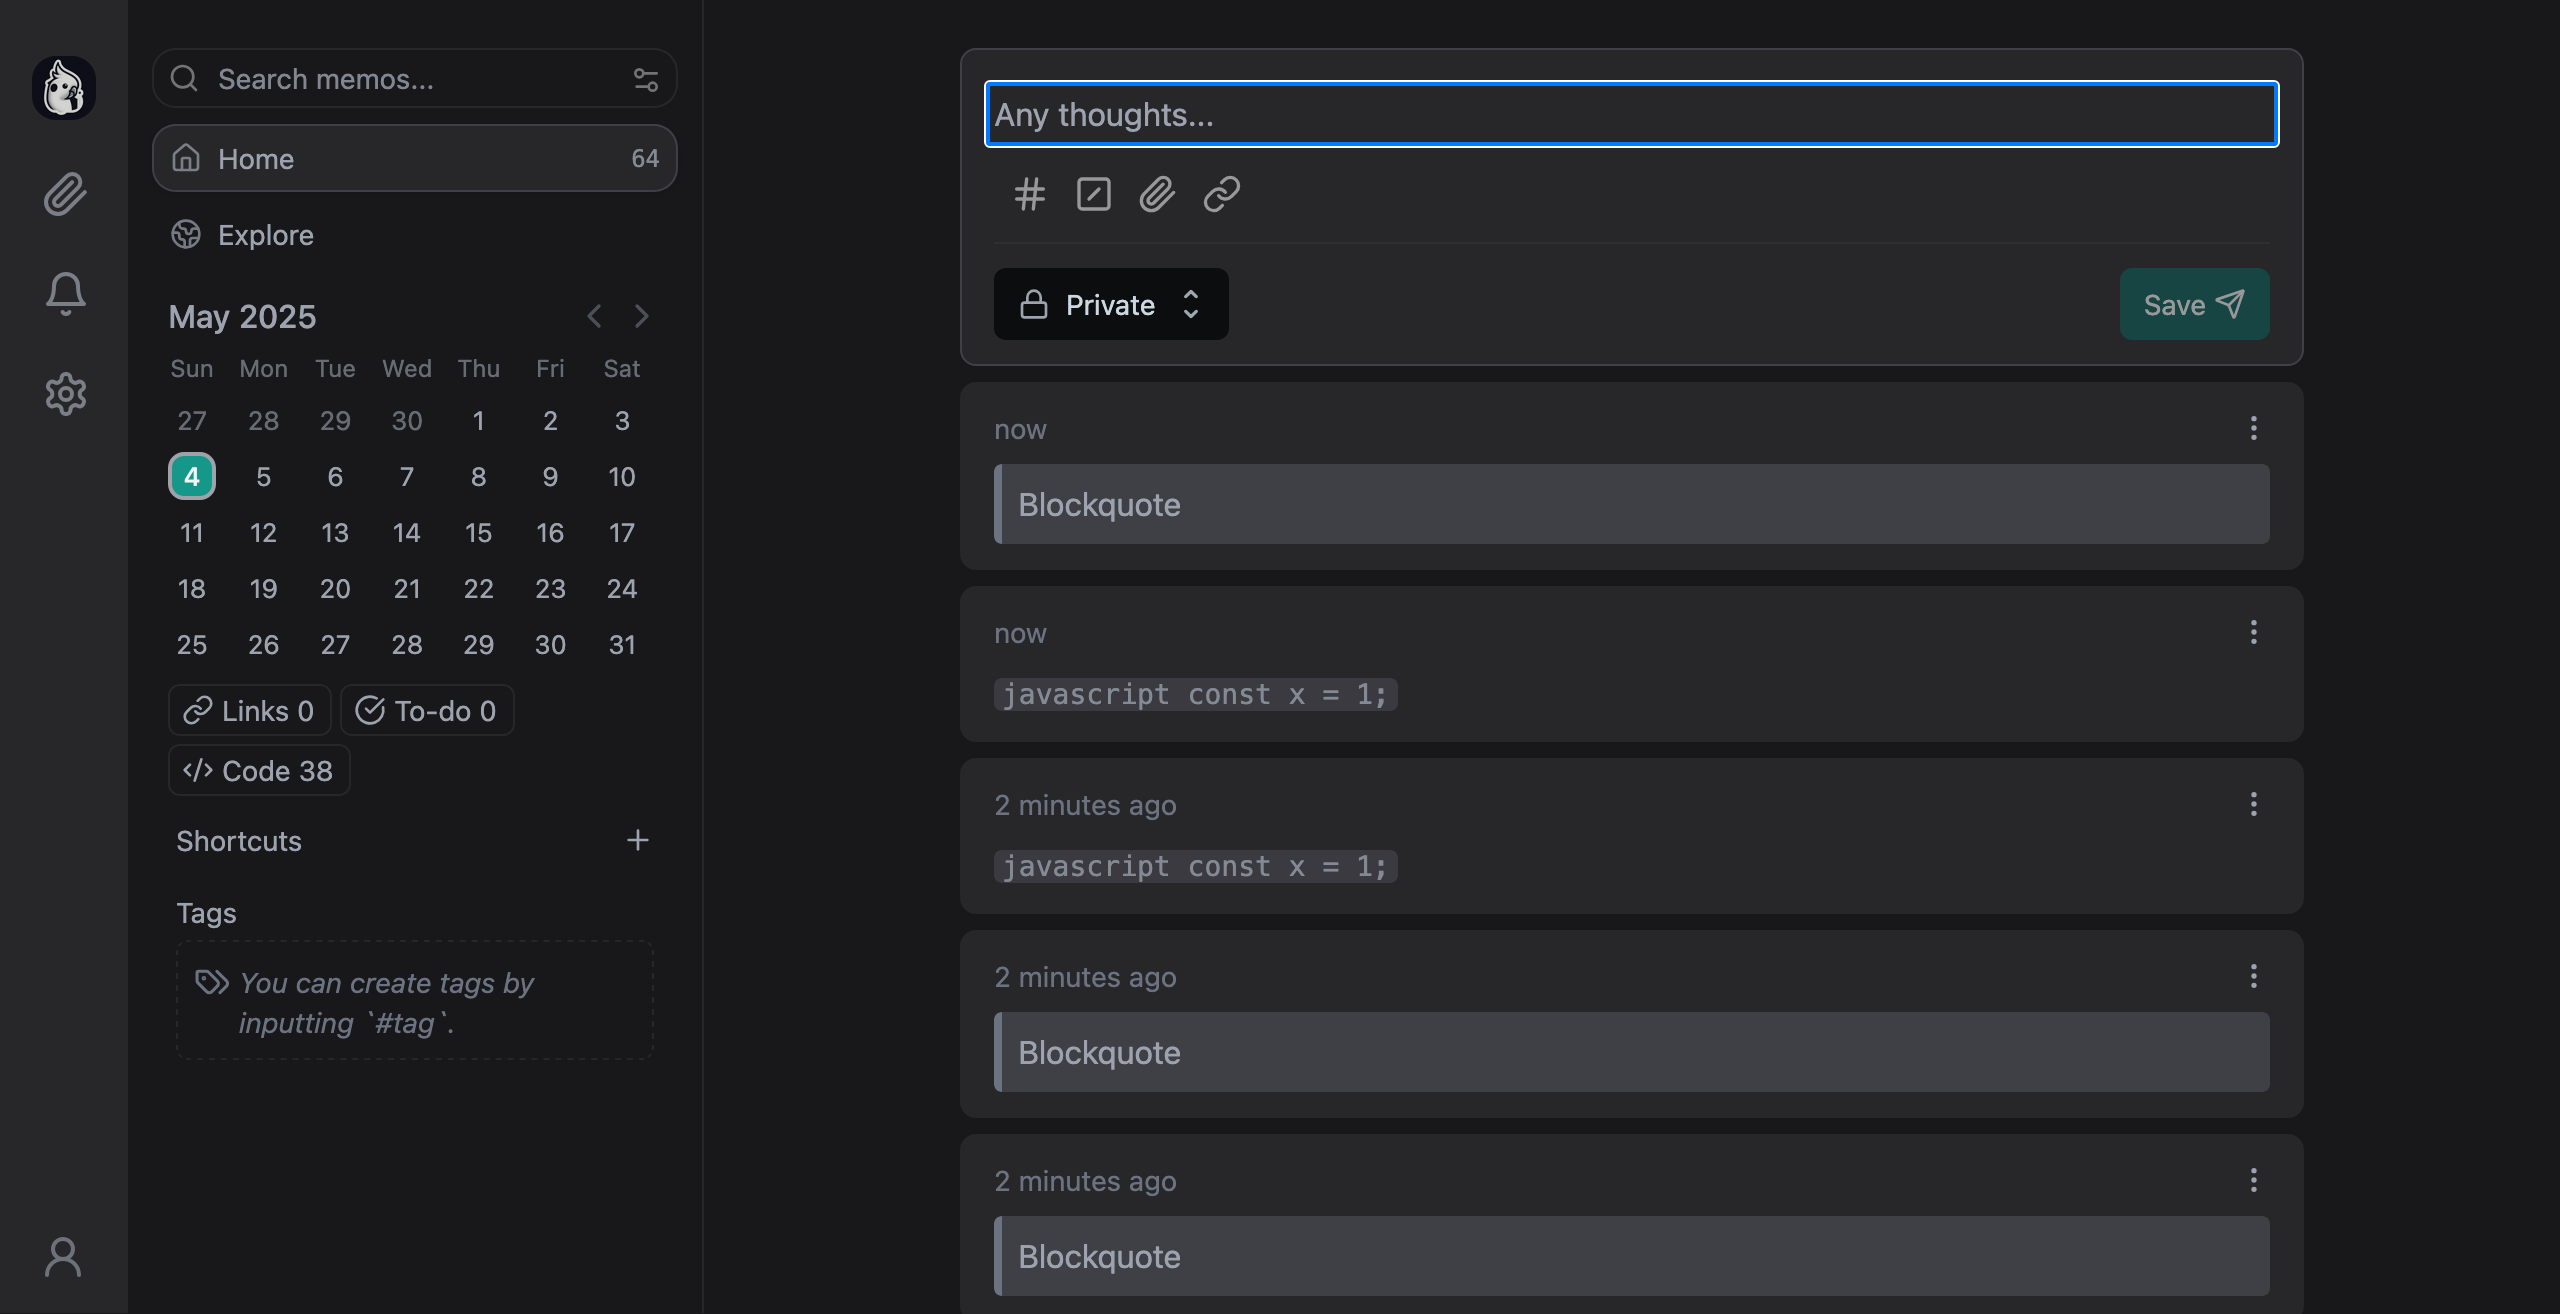 Search memos...
Home 64
Explore
May 2025
Sun Mon Tue Wed Thu Fri Sat
27 28 29 30 1 2 3
4 5 6 7 8 9 10
11 12 13 14 15 16 17
18 19 20 21 22 23 24
25 26 27 28 29 30 31
Links 0 To-do 0
</> Code 38
Shortcuts
Tags
You can create tags by
inputting `#tag`.
Any thoughts...
Private Save
now
Blockquote
now
javascript const x = 1;
2 minutes ago
javascript const x = 1;
2 minutes ago
Blockquote
2 minutes ago
Blockquote